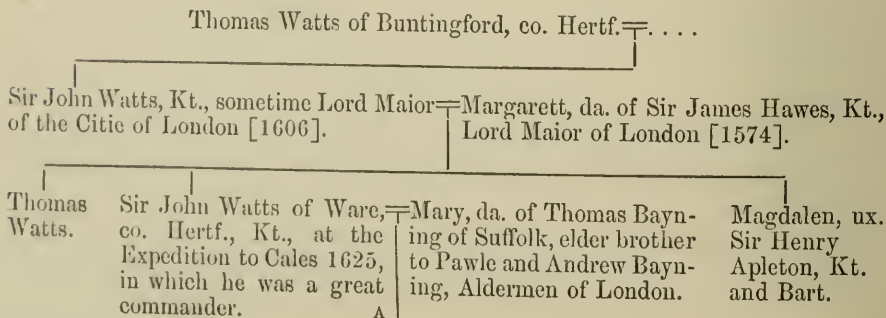 Thomas Watts of Buntingford, co. Hertf. . . . .
Sir John Watts, Kt., sometime Lord Maior
of the Citie of London [1606].
Margarett, da. of Sir James Hawes, Kt.,
Lord Maior of London [1574].
Thomas
Watts.
Sir John Watts of Ware,
co. Hertf., Kt., at the
Expedition to Cales 1625,
in which he was a great
commander.
A
Mary, da. of Thomas Bayn-
ing of Suffolk, elder brother
to Pawle and Andrew Bayn-
ing, Aldermen of London.
Magdalen, ux.
Sir Henry
Apleton, Kt.
and Bart.